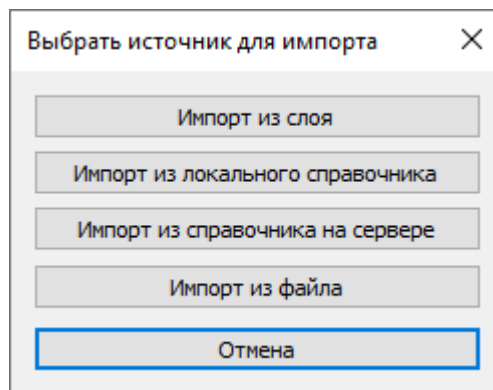 Выбрать источник для импорта
Импорт из слоя
Импорт из локального справочника
Импорт из справочника на сервере
Импорт из файла
Отмена